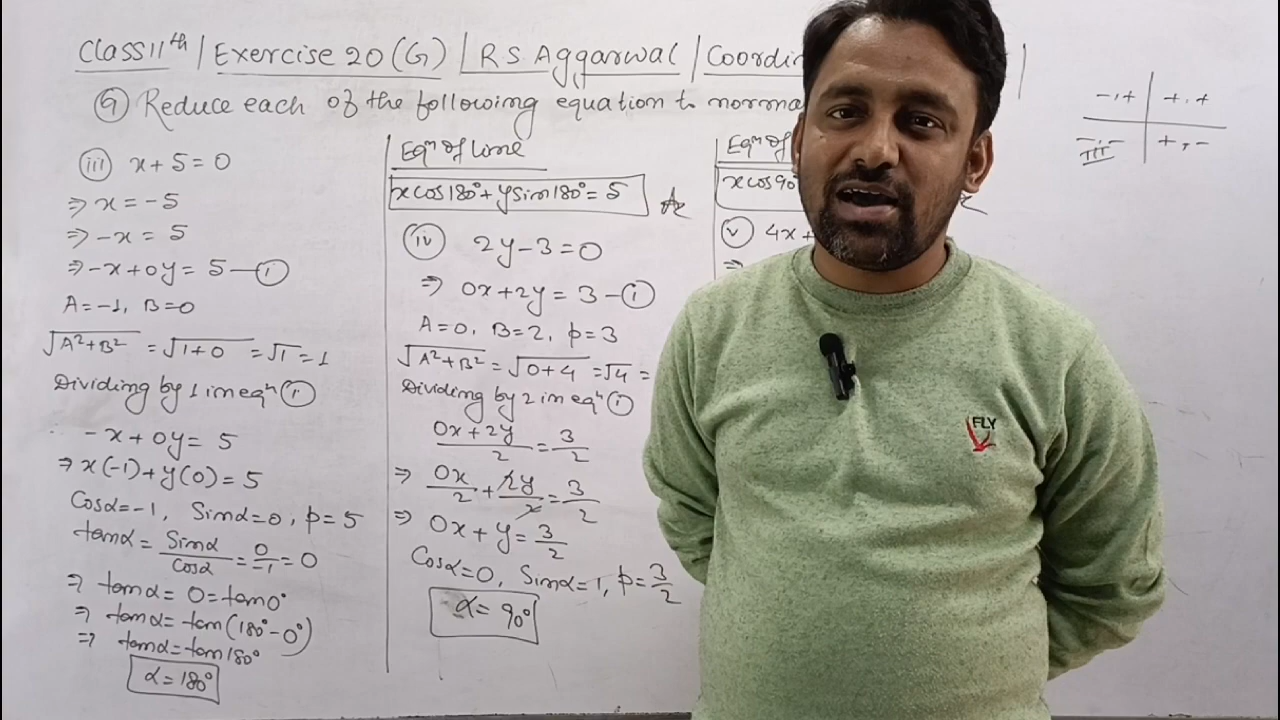 Class 11th | Exercise 20 (G) | RS Aggarwal | Coordin
9 Reduce each of the following equation to norma
iii x + 5 = 0
⇒ x = -5
⇒ -x = 5
⇒ -x + 0y = 5 — i
A = -1, B = 0
√A²+B² = √1+0 = √1 = 1
Dividing by 1 in eqⁿ i
-x + 0y = 5
⇒ x(-1) + y(0) = 5
Cosα = -1, Sinα = 0, p = 5
tanα = Sinα/Cosα = 0/-1 = 0
⇒ tanα = 0 = tan0°
⇒ tanα = tan(180° - 0°)
⇒ tanα = tan180°
α = 180°
Eqⁿ of line
x cos180° + y sin180° = 5
iv 2y - 3 = 0
⇒ 0x + 2y = 3 — i
A = 0, B = 2, p = 3
√A²+B² = √0+4 = √4 =
Dividing by 2 in eqⁿ i
0x + 2y/2 = 3/2
⇒ 0x/2 + 2y/2 = 3/2
⇒ 0x + y = 3/2
Cosα = 0, Sinα = 1, p = 3/2
α = 90°
Eqⁿ of
x cos90°
v 4x +
⇒
-,+ +,+
-,- +,-
III
FLY